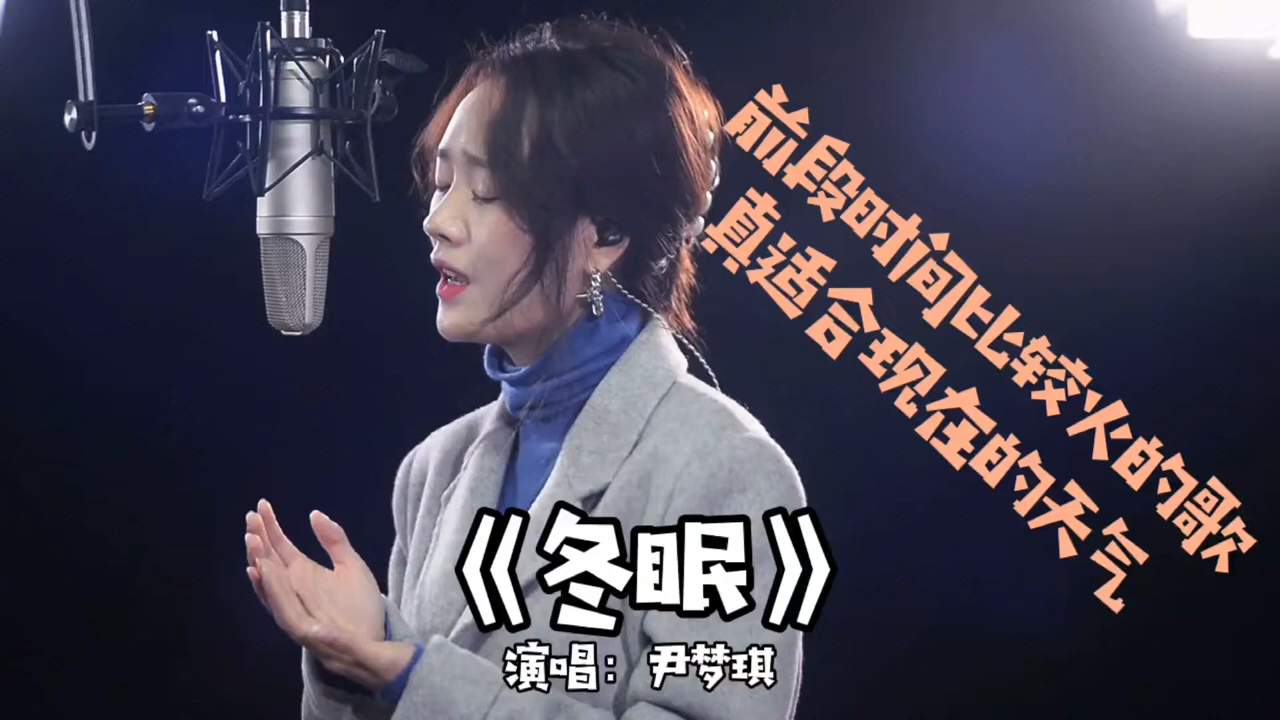 前段时间比较火的歌
真适合现在的天气
《冬眠》
演唱：尹梦琪